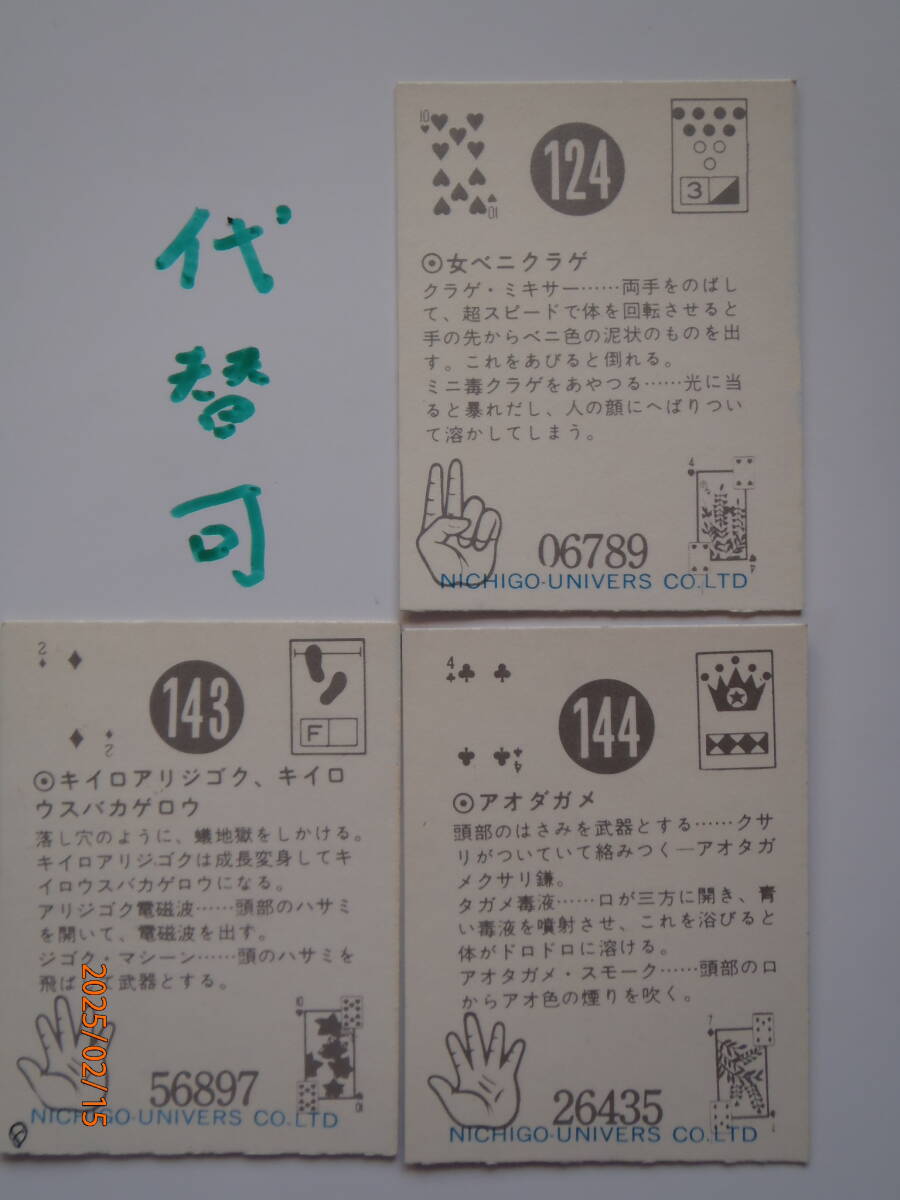 代替可
10
10
124
3
女ベニクラゲ
クラゲ・ミキサー……両手をのばし
て、超スピードで体を回転させると
手の先からベニ色の泥状のものを出
す。これをあびると倒れる。
ミニ毒クラゲをあやつる……光に当
ると暴れだし、人の顔にへばりつい
て溶かしてしまう。
4
4
06789
NICHIGO-UNIVERS CO.LTD
2
2
143
F
キイロアリジゴク、キイロ
ウスバカゲロウ
落し穴のように、蟻地獄をしかける。
キイロアリジゴクは成長変身してキ
イロウスバカゲロウになる。
アリジゴク電磁波……頭部のハサミ
を開いて、電磁波を出す。
ジゴク・マシーン……頭のハサミを
飛ば て武器とする。
10
10
56897
NICHIGO-UNIVERS CO.LTD
4
4
144
アオダガメ
頭部のはさみを武器とする……クサ
リがついていて絡みつく―アオタガ
メクサリ鎌。
タガメ毒液……口が三方に開き、青
い毒液を噴射させ、これを浴びると
体がドロドロに溶ける。
アオタガメ・スモーク……頭部の口
からアオ色の煙りを吹く。
7
26435
NICHIGO-UNIVERS CO.LTD
2025/02/15